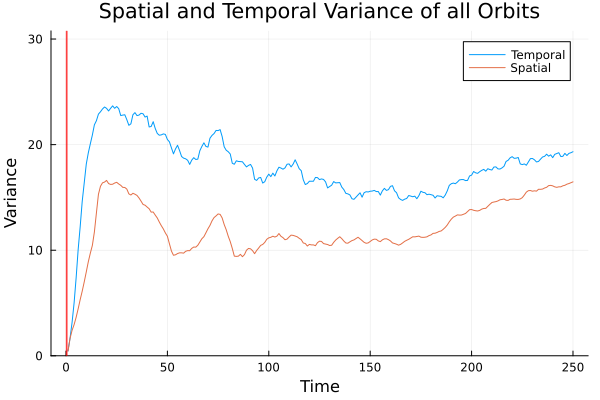 Spatial and Temporal Variance of all Orbits
Variance
30
20
10
0
Temporal
Spatial
0 50 100 150 200 250
Time